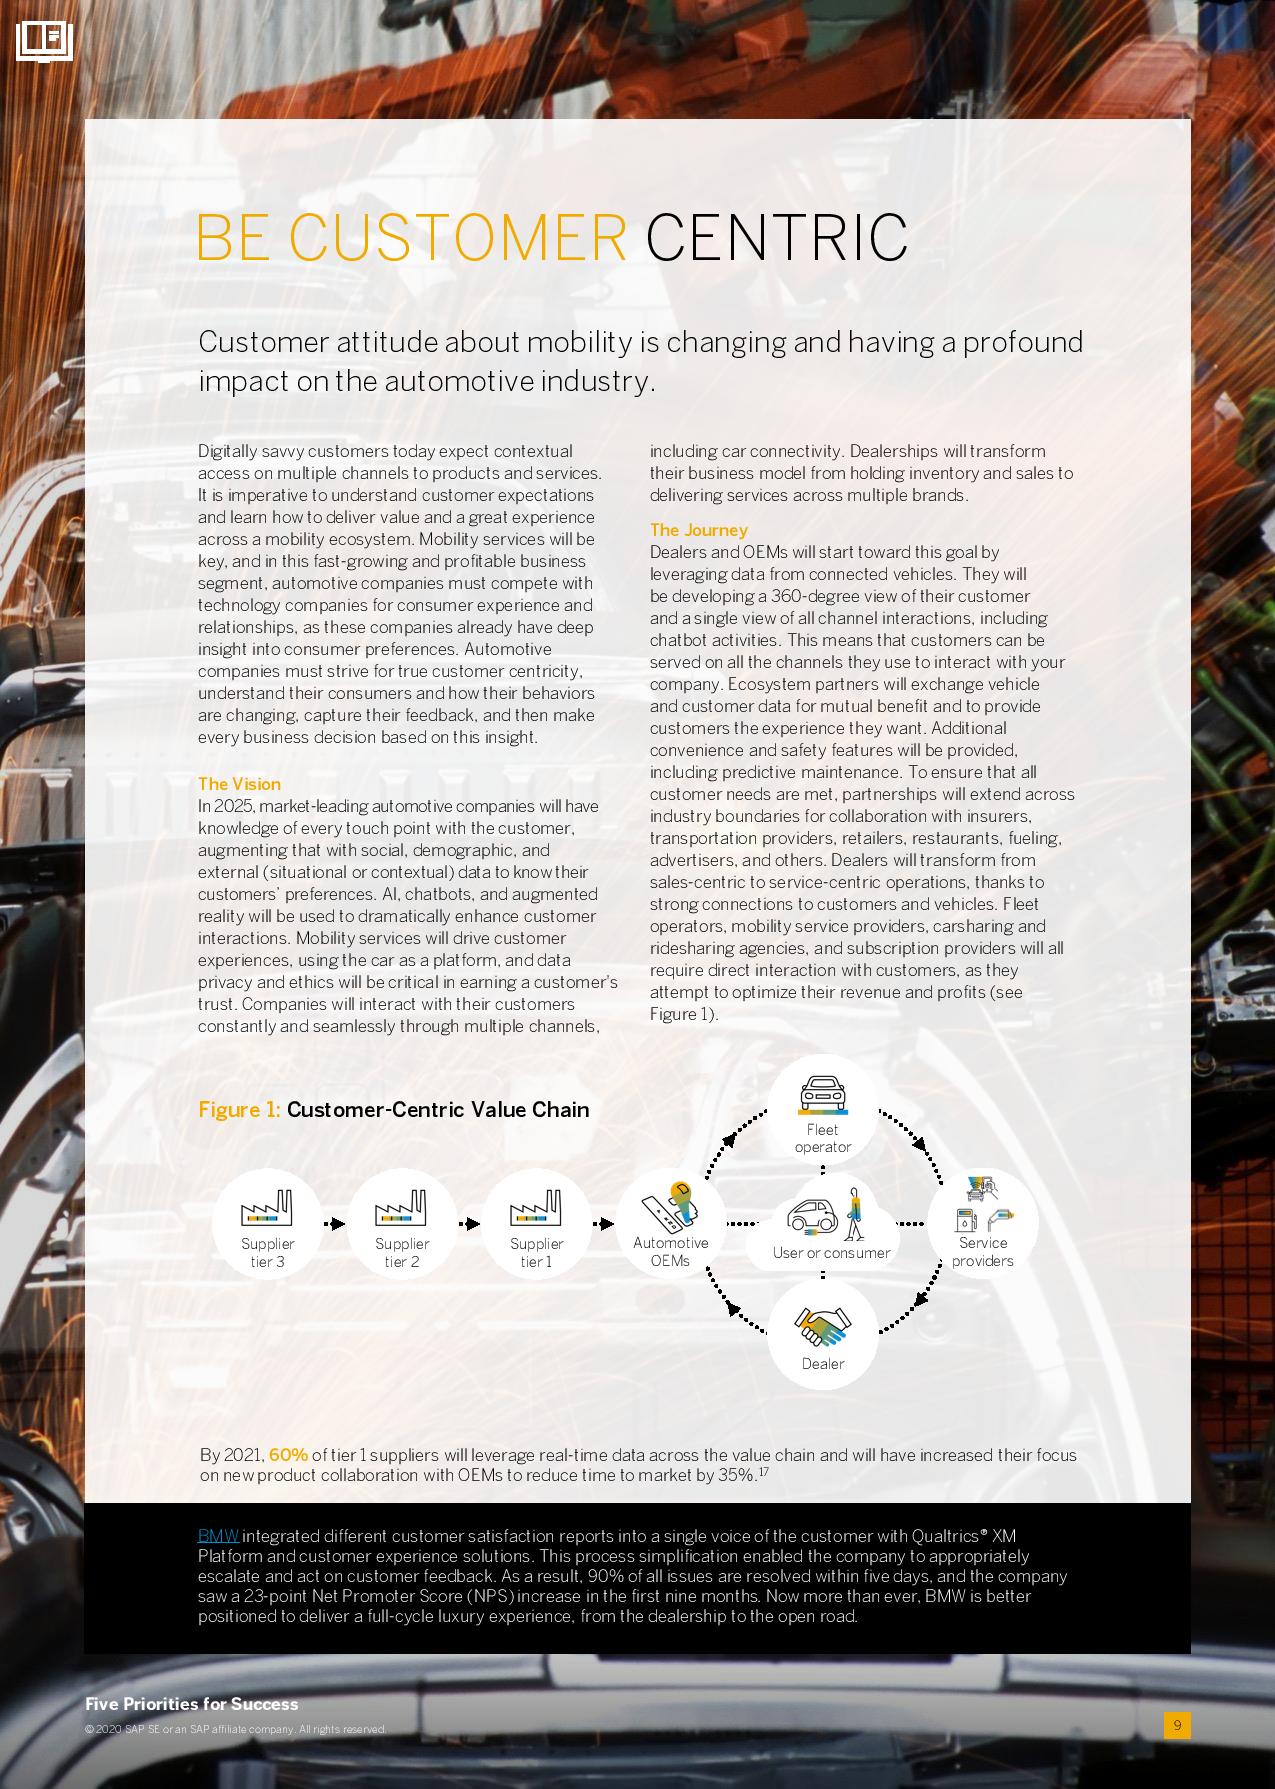 BE CUSTOMER CENTRIC
Customer attitude about mobility is changing and having a profound
impact on the automotive industry.
Digitally savvy customers today expect contextual
access on multiple channels to products and services.
It is imperative to understand customer expectations
and learn how to deliver value and a great experience
across a mobility ecosystem. Mobility services will be
key, and in this fast-growing and profitable business
segment, automotive companies must compete with
technology companies for consumer experience and
relationships, as these companies already have deep
insight into consumer preferences. Automotive
companies must strive for true customer centricity,
understand their consumers and how their behaviors
are changing, capture their feedback, and then make
every business decision based on this insight.
The Vision
In 2025, market-leading automotive companies will have
knowledge of every touch point with the customer,
augmenting that with social, demographic, and
external (situational or contextual) data to know their
customers' preferences. AI, chatbots, and augmented
reality will be used to dramatically enhance customer
interactions. Mobility services will drive customer
experiences, using the car as a platform, and data
privacy and ethics will be critical in earning a customer's
trust. Companies will interact with their customers
constantly and seamlessly through multiple channels,
including car connectivity. Dealerships will transform
their business model from holding inventory and sales to
delivering services across multiple brands.
The Journey
Dealers and OEMs will start toward this goal by
leveraging data from connected vehicles. They will
be developing a 360-degree view of their customer
and a single view of all channel interactions, including
chatbot activities. This means that customers can be
served on all the channels they use to interact with your
company. Ecosystem partners will exchange vehicle
and customer data for mutual benefit and to provide
customers the experience they want. Additional
convenience and safety features will be provided,
including predictive maintenance. To ensure that all
customer needs are met, partnerships will extend across
industry boundaries for collaboration with insurers,
transportation providers, retailers, restaurants, fueling,
advertisers, and others. Dealers will transform from
sales-centric to service-centric operations, thanks to
strong connections to customers and vehicles. Fleet
operators, mobility service providers, carsharing and
ridesharing agencies, and subscription providers will all
require direct interaction with customers, as they
attempt to optimize their revenue and profits (see
Figure 1).
Figure 1: Customer-Centric Value Chain
Supplier
tier 3
Supplier
tier 2
Supplier
tier 1
Automotive
OEMs
Fleet
operator
User or consumer
Service
providers
Dealer
By 2021, 60% of tier 1 suppliers will leverage real-time data across the value chain and will have increased their focus
on new product collaboration with OEMs to reduce time to market by 35%.17
BMW integrated different customer satisfaction reports into a single voice of the customer with Qualtrics® XM
Platform and customer experience solutions. This process simplification enabled the company to appropriately
escalate and act on customer feedback. As a result, 90% of all issues are resolved within five days, and the company
saw a 23-point Net Promoter Score (NPS) increase in the first nine months. Now more than ever, BMW is better
positioned to deliver a full-cycle luxury experience, from the dealership to the open road.
Five Priorities for Success
© 2020 SAP SE or an SAP affiliate company. All rights reserved.
9